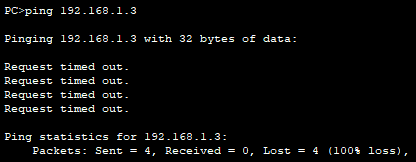 PC>ping 192.168.1.3
Pinging 192.168.1.3 with 32 bytes of data:
Request timed out.
Request timed out.
Request timed out.
Request timed out.
Ping statistics for 192.168.1.3:
Packets: Sent = 4, Received = 0, Lost = 4 (100% loss),